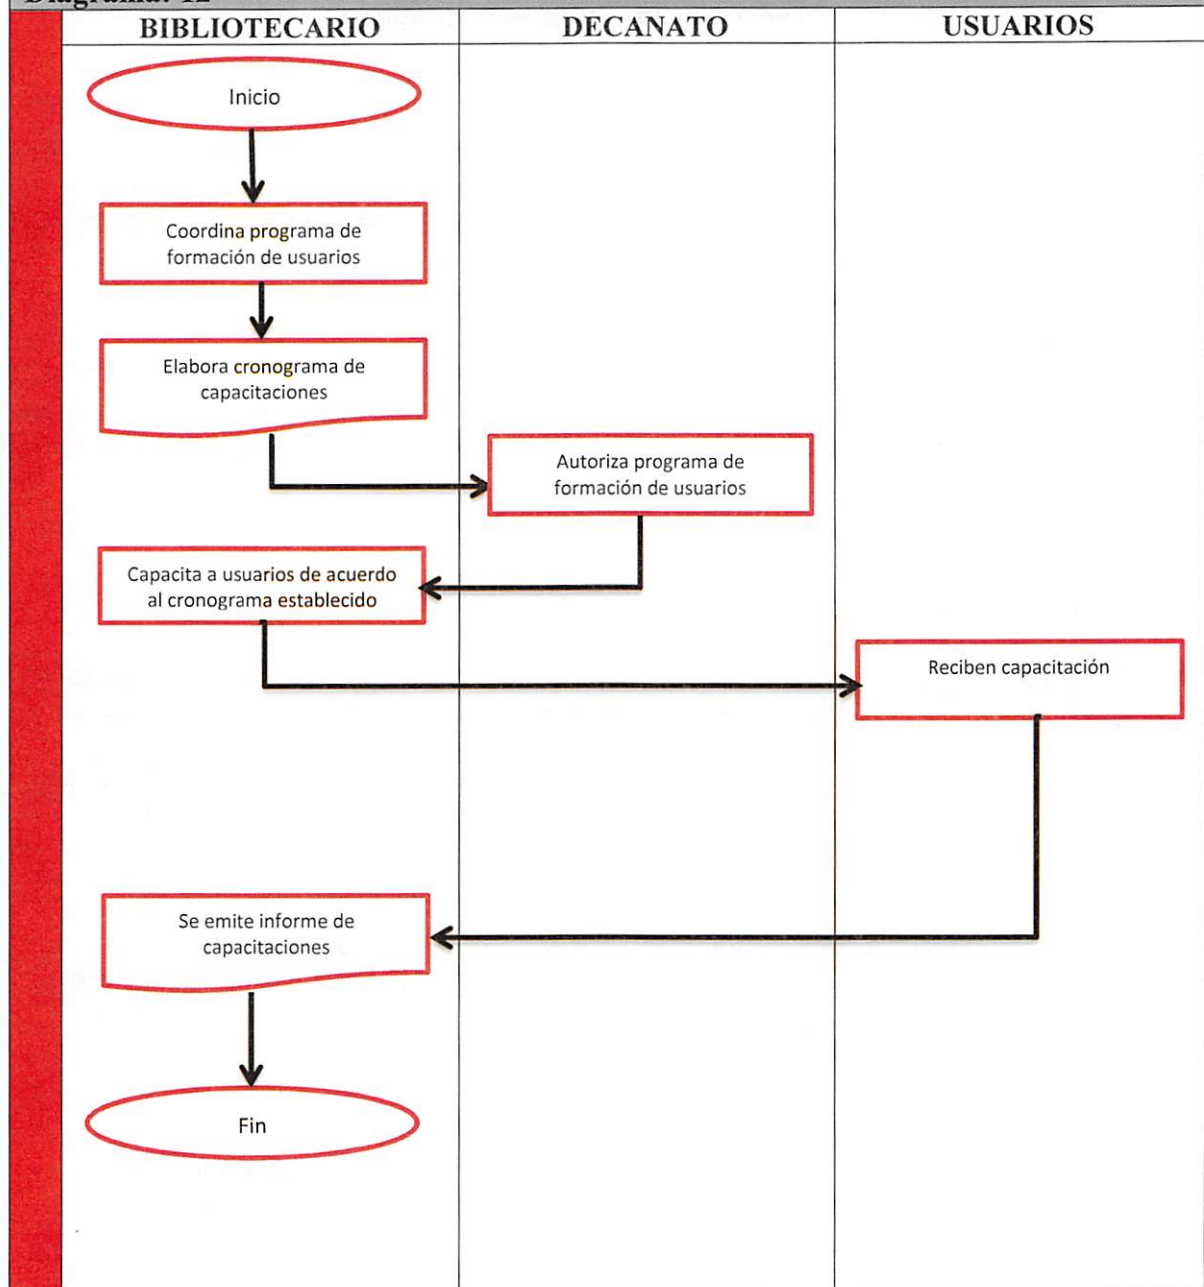 Diagrama: 12
BIBLIOTECARIO
DECANATO
USUARIOS
Inicio
Coordina programa de
formación de usuarios
Elabora cronograma de
capacitaciones
Autoriza programa de
formación de usuarios
Capacita a usuarios de acuerdo
al cronograma establecido
Reciben capacitación
Se emite informe de
capacitaciones
Fin